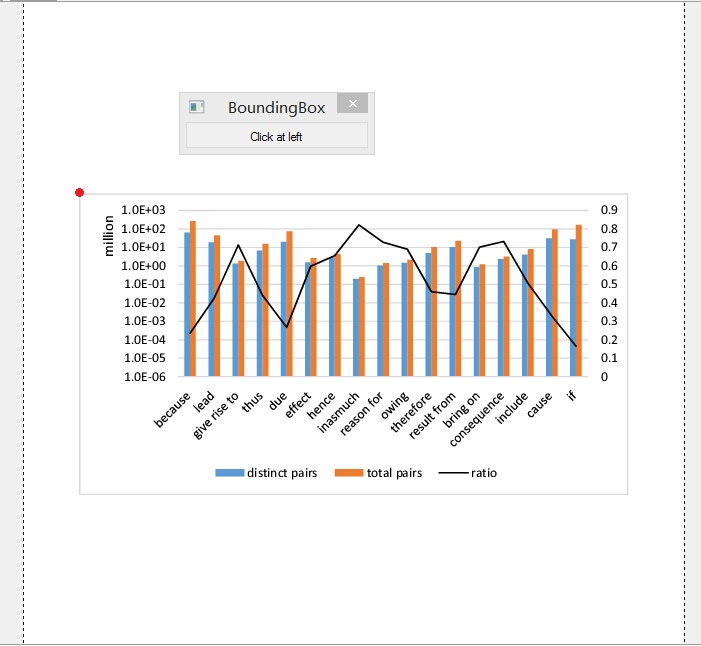 BoundingBox
Click at left
million
1.0E+03
1.0E+02
1.0E+01
1.0E+00
1.0E-01
1.0E-02
1.0E-03
1.0E-04
1.0E-05
1.0E-06
0.9
0.8
0.7
0.6
0.5
0.4
0.3
0.2
0.1
0
because
lead
give rise to
thus
due
effect
hence
inasmuch
reason for
owing
therefore
result from
bring on
consequence
include
cause
if
distinct pairs total pairs ratio